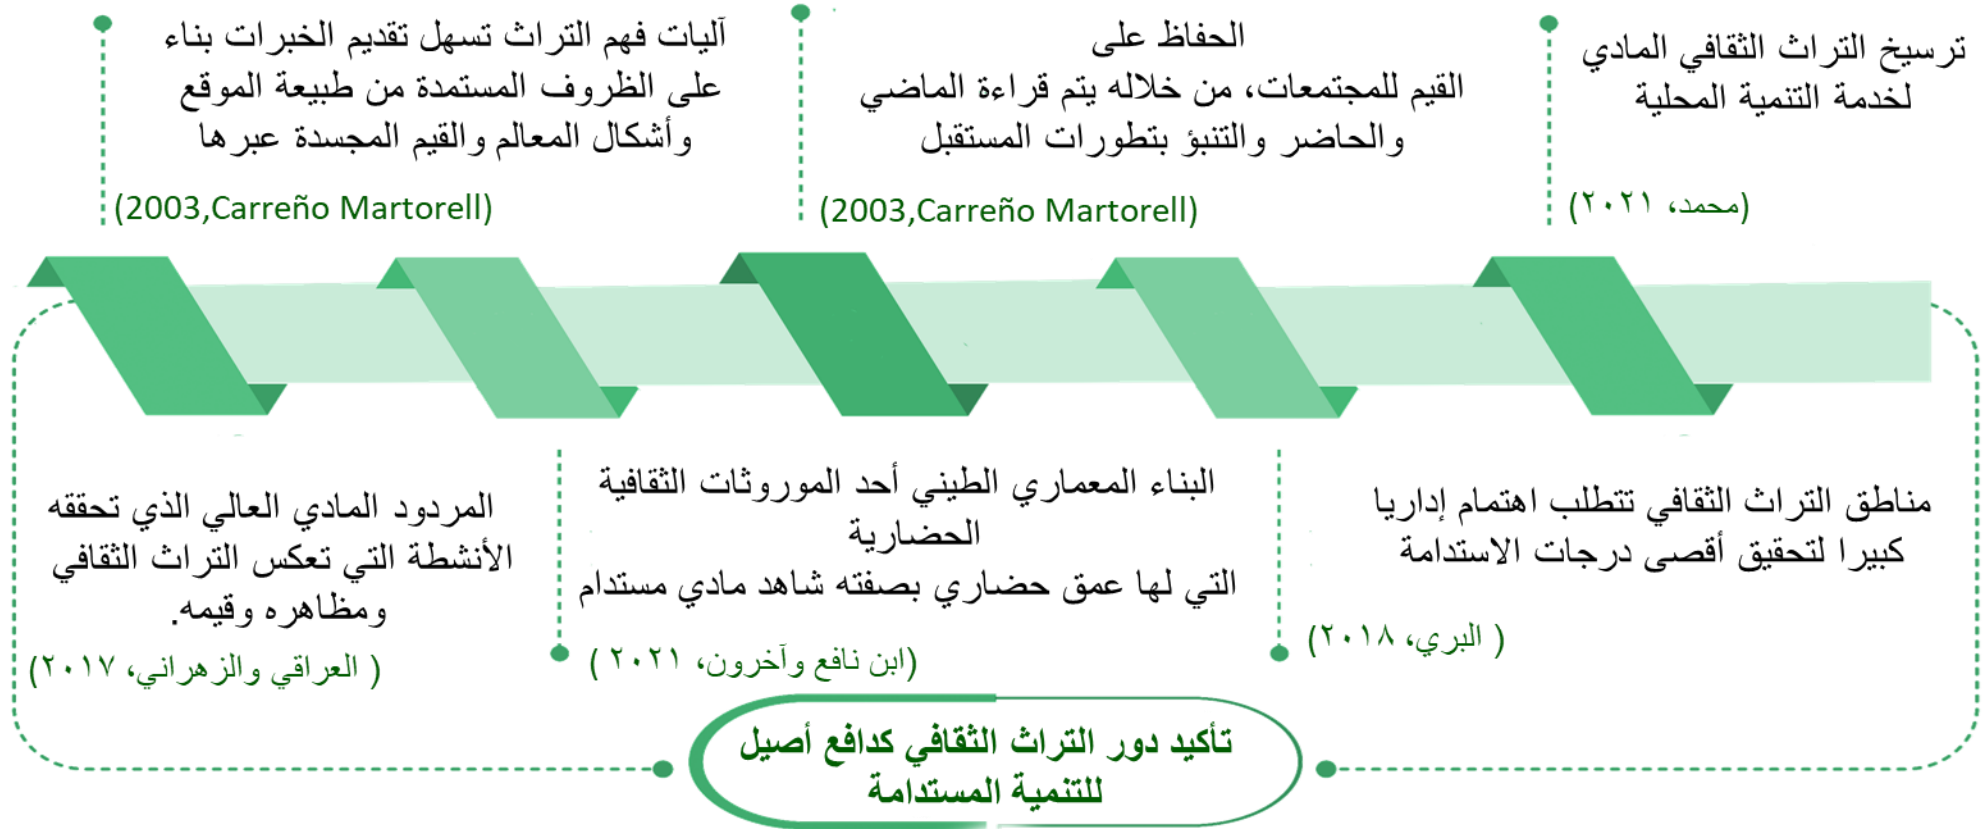 ترسيخ التراث الثقافي المادي
لخدمة التنمية المحلية
(محمد، ٢٠٢١)
الحفاظ على
القيم للمجتمعات، من خلاله يتم قراءة الماضي
والحاضر والتنبؤ بتطورات المستقبل
(2003,Carreño Martorell)
آليات فهم التراث تسهل تقديم الخبرات بناء
على الظروف المستمدة من طبيعة الموقع
وأشكال المعالم والقيم المجسدة عبرها
(2003,Carreño Martorell)
مناطق التراث الثقافي تتطلب اهتمام إداريا
كبيرا لتحقيق أقصى درجات الاستدامة
( البري، ٢٠١٨)
البناء المعماري الطيني أحد الموروثات الثقافية
الحضارية
التي لها عمق حضاري بصفته شاهد مادي مستدام
(ابن نافع وآخرون، ٢٠٢١ )
المردود المادي العالي الذي تحققه
الأنشطة التي تعكس التراث الثقافي
ومظاهره وقيمه.
( العراقي والزهراني، ٢٠١٧)
تأكيد دور التراث الثقافي كدافع أصيل
للتنمية المستدامة